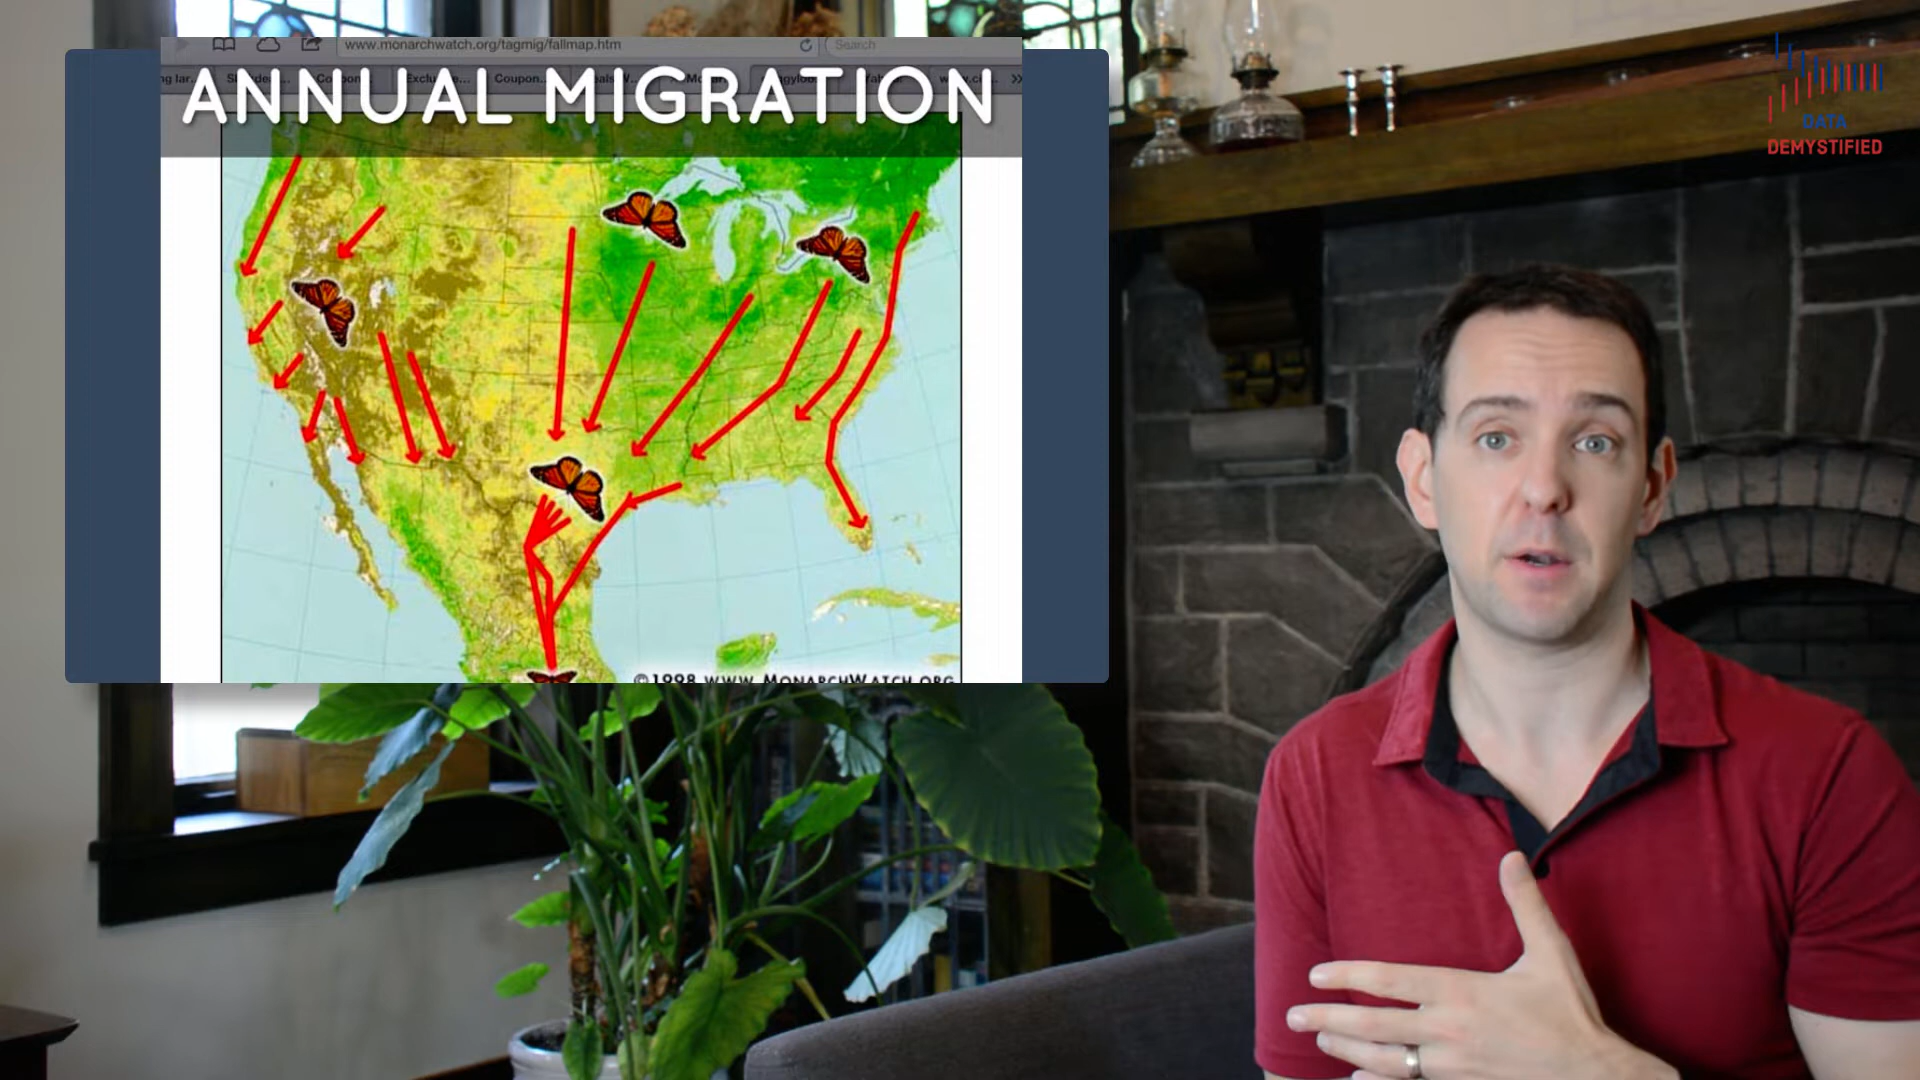 www.monarchwatch.org/tagmig/fallmap.htm
Search
Coupon...
ANNUAL MIGRATION
DATA
DEMYSTIFIED
©1998 WWW.MONARCHWATCH.ORG